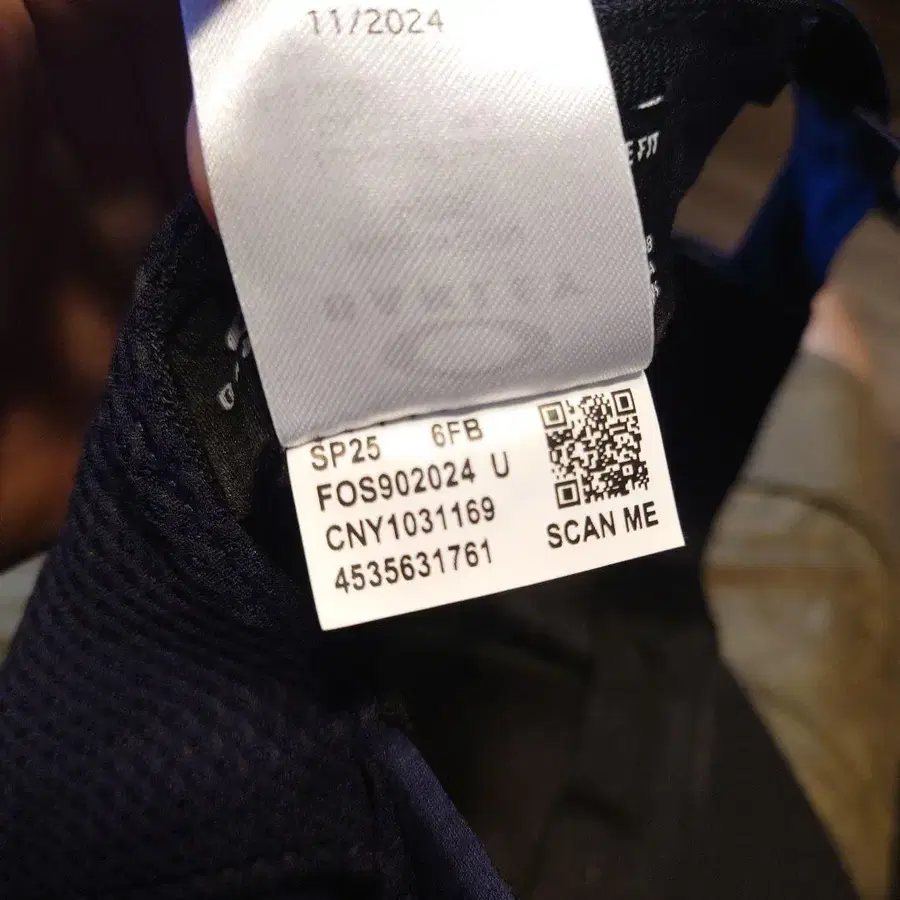 11/2024
SP25 6FB
FOS902024 U
CNY1031169
4535631761
SCAN ME